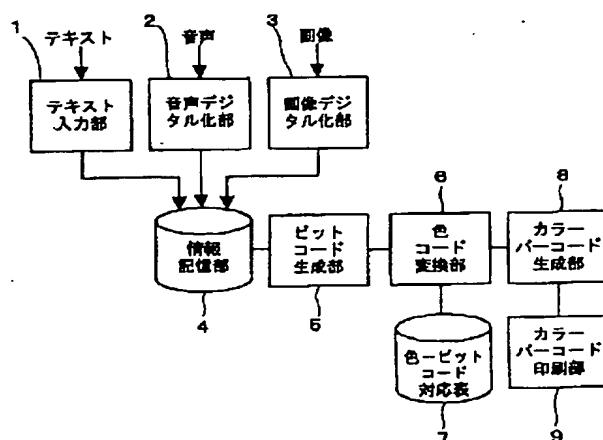 1
テキスト
2
音声
3
画像
テキスト
入力部
音声デジ
タル化部
画像デジ
タル化部
情報
記憶部
4
ビット
コード
生成部
5
6
色
コード
変換部
8
カラー
バーコード
生成部
色ービット
コード
対応表
7
カラー
バーコード
印刷部
9